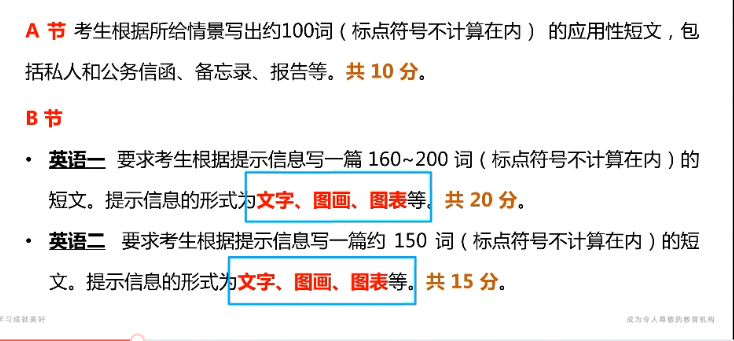 A 节 考生根据所给情景写出约100词（标点符号不计算在内） 的应用性短文，包
括私人和公务信函、备忘录、报告等。共 10 分。
B 节
• 英语一 要求考生根据提示信息写一篇 160~200 词（标点符号不计算在内）的
短文。提示信息的形式为文字、图画、图表等。共 20 分。
• 英语二 要求考生根据提示信息写一篇约 150 词（标点符号不计算在内）的短
文。提示信息的形式为文字、图画、图表等。共 15 分。
学习成就美好
成为令人尊敬的教育机构